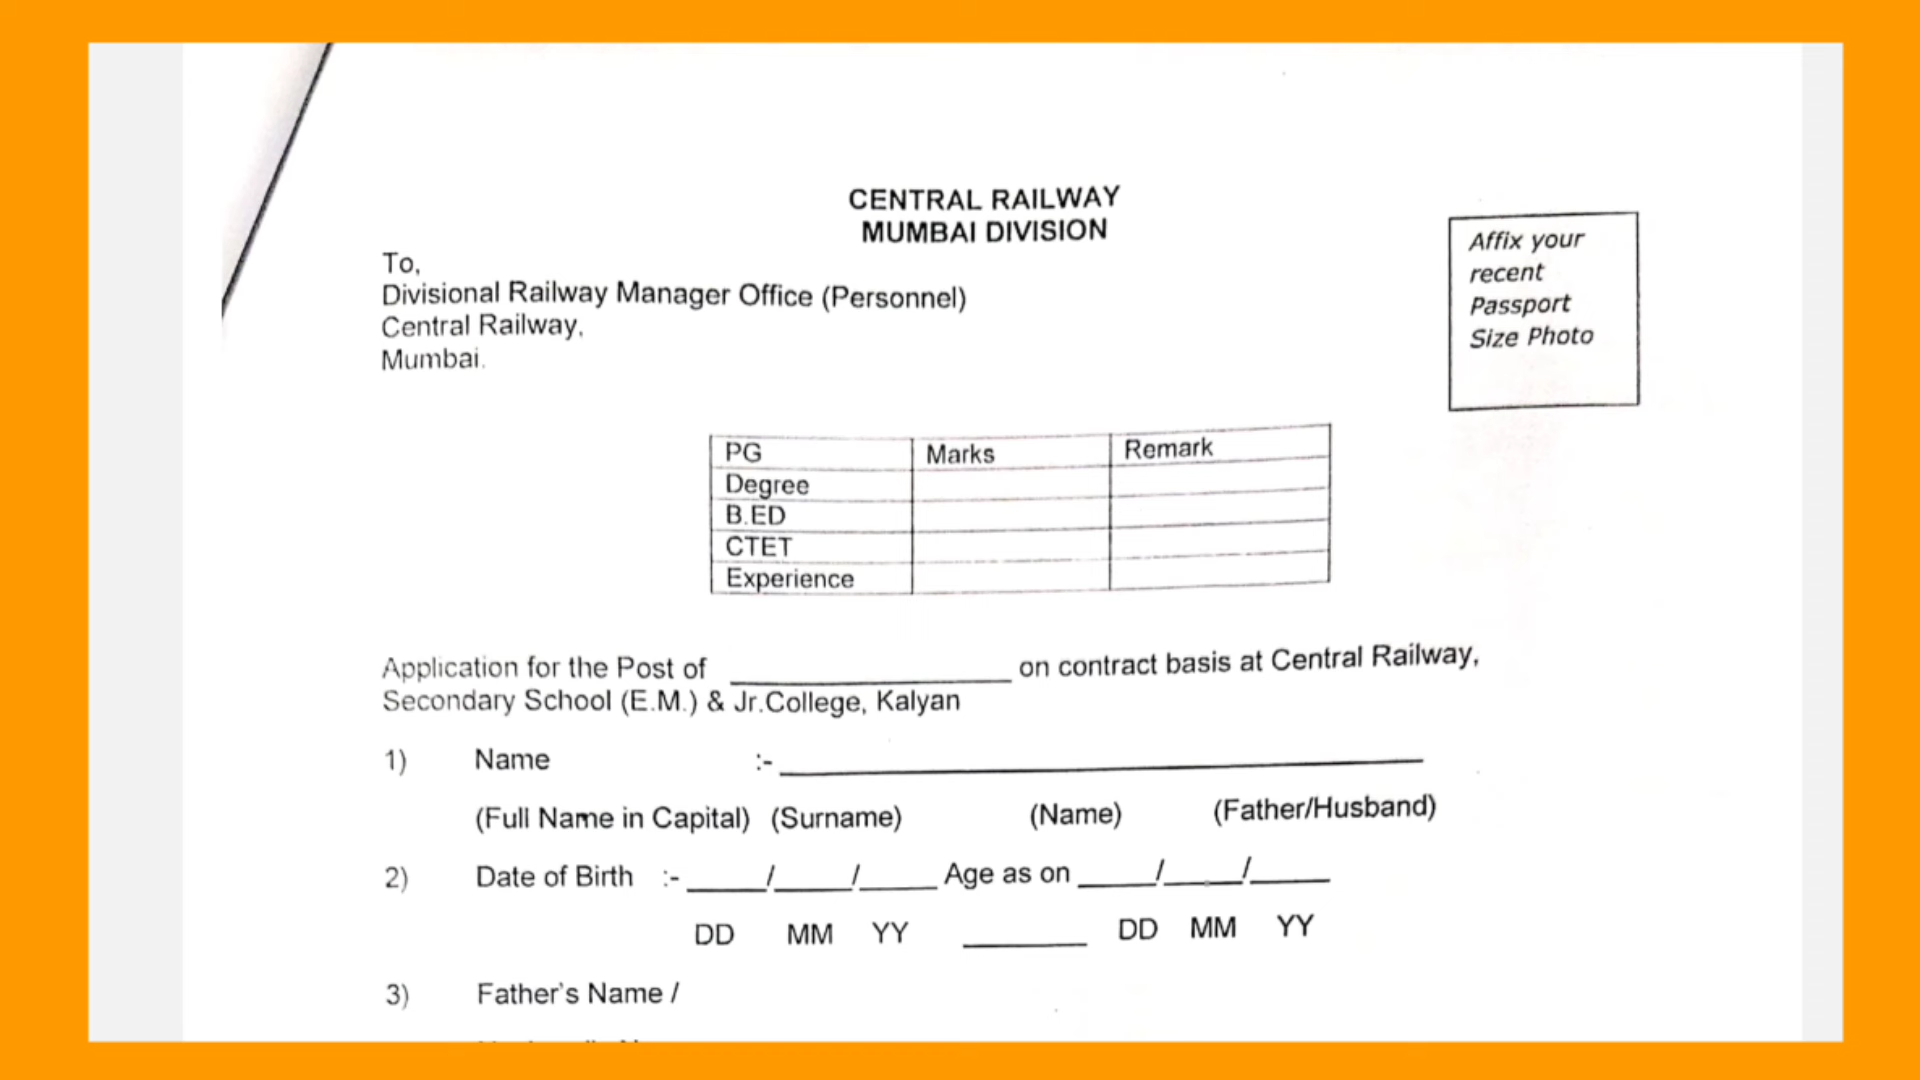 CENTRAL RAILWAY
MUMBAI DIVISION
Affix your
recent
Passport
Size Photo
To,
Divisional Railway Manager Office (Personnel)
Central Railway,
Mumbai.
PG Marks Remark
Degree
B.ED
CTET
Experience
Application for the Post of ____________________ on contract basis at Central Railway,
Secondary School (E.M.) & Jr.College, Kalyan
1) Name :- ____________________
(Full Name in Capital) (Surname) (Name) (Father/Husband)
2) Date of Birth :- _____/_____/_____ Age as on _____/_____/_____
DD MM YY ________ DD MM YY
3) Father's Name /